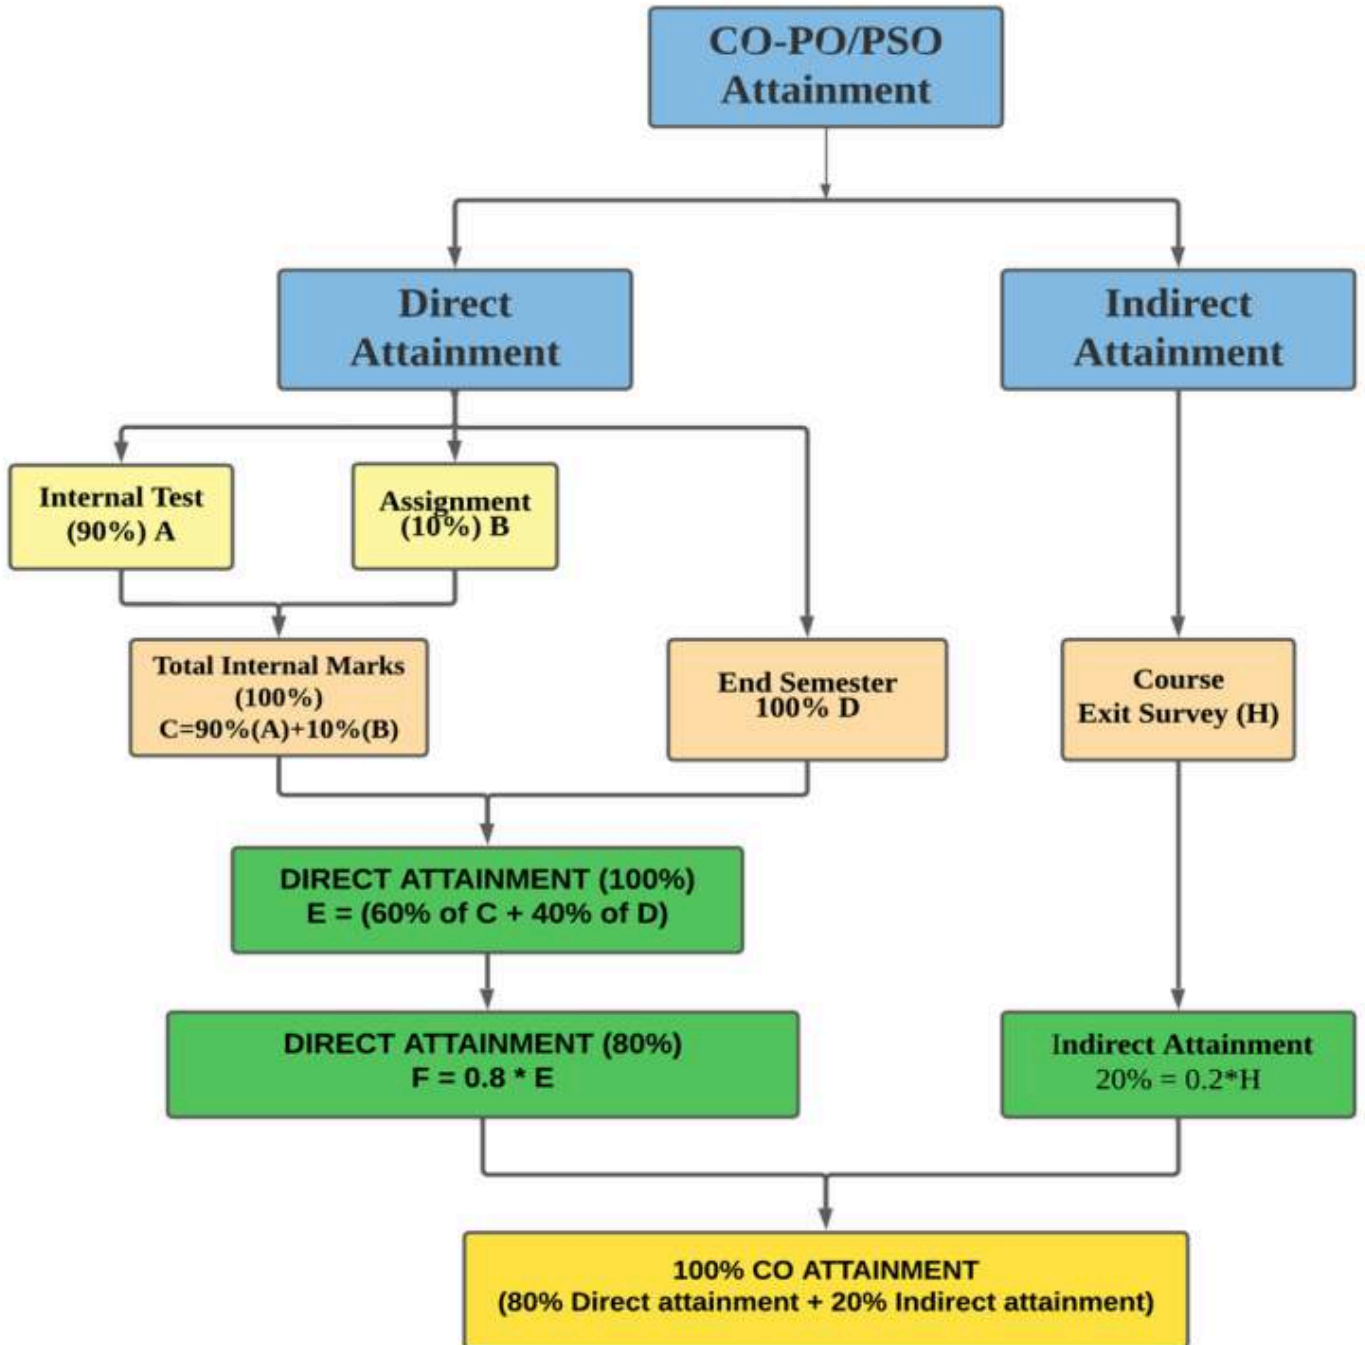 CO-PO/PSO
Attainment
Direct
Attainment
Indirect
Attainment
Internal Test
(90%) A
Assignment
(10%) B
Total Internal Marks
(100%)
C=90%(A)+10%(B)
End Semester
100% D
Course
Exit Survey (H)
DIRECT ATTAINMENT (100%)
E = (60% of C + 40% of D)
DIRECT ATTAINMENT (80%)
F = 0.8 * E
Indirect Attainment
20% = 0.2*H
100% CO ATTAINMENT
(80% Direct attainment + 20% Indirect attainment)